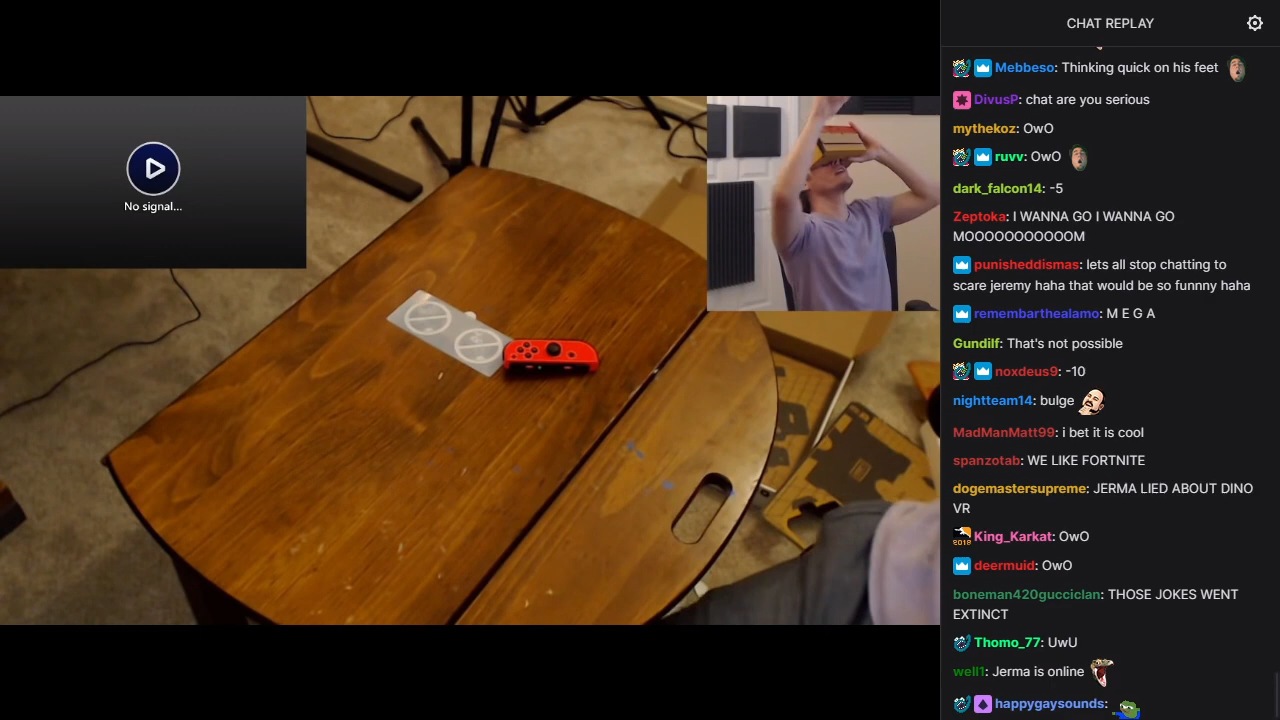 CHAT REPLAY
No signal...
Mebbeso: Thinking quick on his feet
DivusP: chat are you serious
mythekoz: OwO
ruvv: OwO
dark_falcon14: -5
Zeptoka: I WANNA GO I WANNA GO
MOOOOOOOOOOM
punisheddismas: lets all stop chatting to
scare jeremy haha that would be so funnny haha
remembarthealamo: M E G A
Gundilf: That's not possible
noxdeus9: -10
nightteam14: bulge
MadManMatt99: i bet it is cool
spanzotab: WE LIKE FORTNITE
dogemastersupreme: JERMA LIED ABOUT DINO
VR
King_Karkat: OwO
deermuid: OwO
boneman420gucciclan: THOSE JOKES WENT
EXTINCT
Thomo_77: UwU
well1: Jerma is online
happygaysounds: